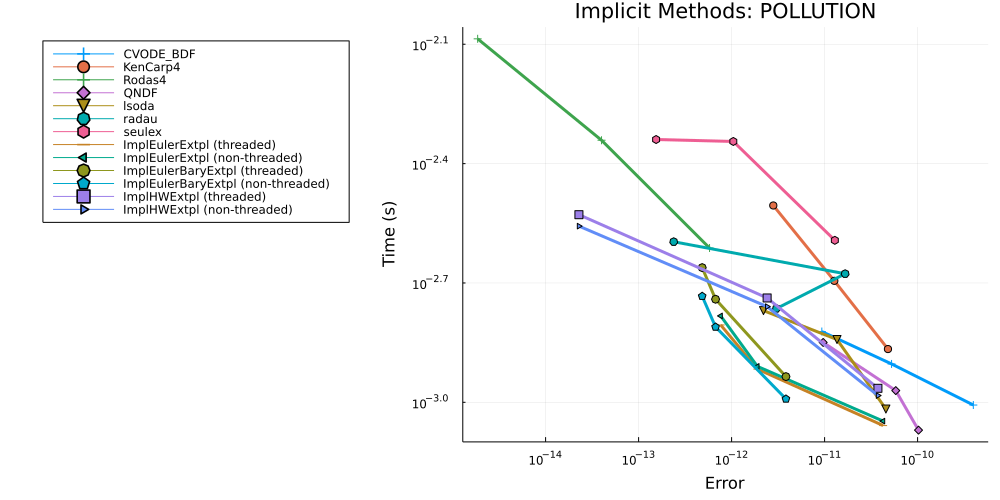 Implicit Methods: POLLUTION
CVODE_BDF
KenCarp4
Rodas4
QNDF
lsoda
radau
seulex
ImplEulerExtpl (threaded)
ImplEulerExtpl (non-threaded)
ImplEulerBaryExtpl (threaded)
ImplEulerBaryExtpl (non-threaded)
ImplHWExtpl (threaded)
ImplHWExtpl (non-threaded)
Time (s)
10⁻²·¹
10⁻²·⁴
10⁻²·⁷
10⁻³·⁰
10⁻¹⁴ 10⁻¹³ 10⁻¹² 10⁻¹¹ 10⁻¹⁰
Error